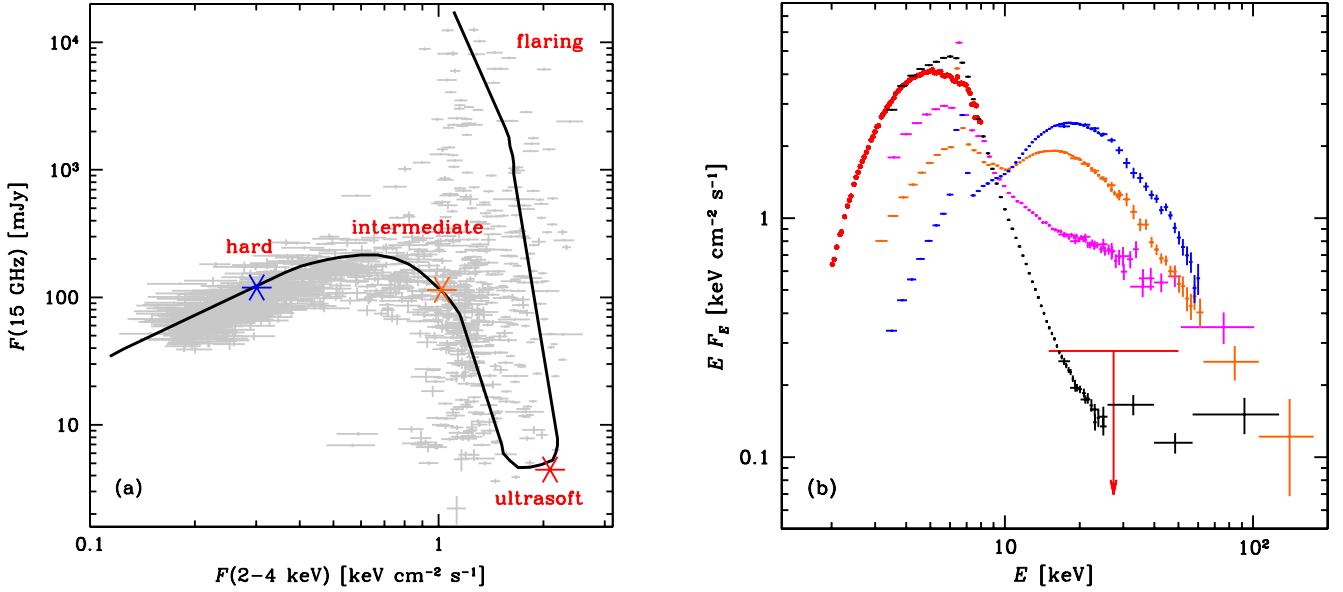 10⁴
10³
100
10
0.1
1
F(15 GHz) [mJy]
F(2−4 keV) [keV cm⁻² s⁻¹]
flaring
intermediate
hard
ultrasoft
(a)
1
0.1
10
10²
E F_E [keV cm⁻² s⁻¹]
E [keV]
(b)